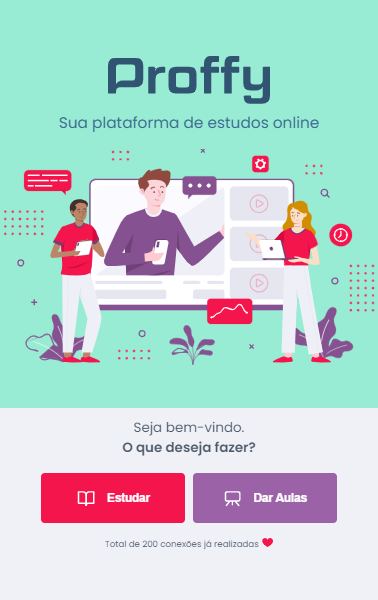 Proffy
Sua plataforma de estudos online
Seja bem-vindo.
O que deseja fazer?
Estudar
Dar Aulas
Total de 200 conexões já realizadas